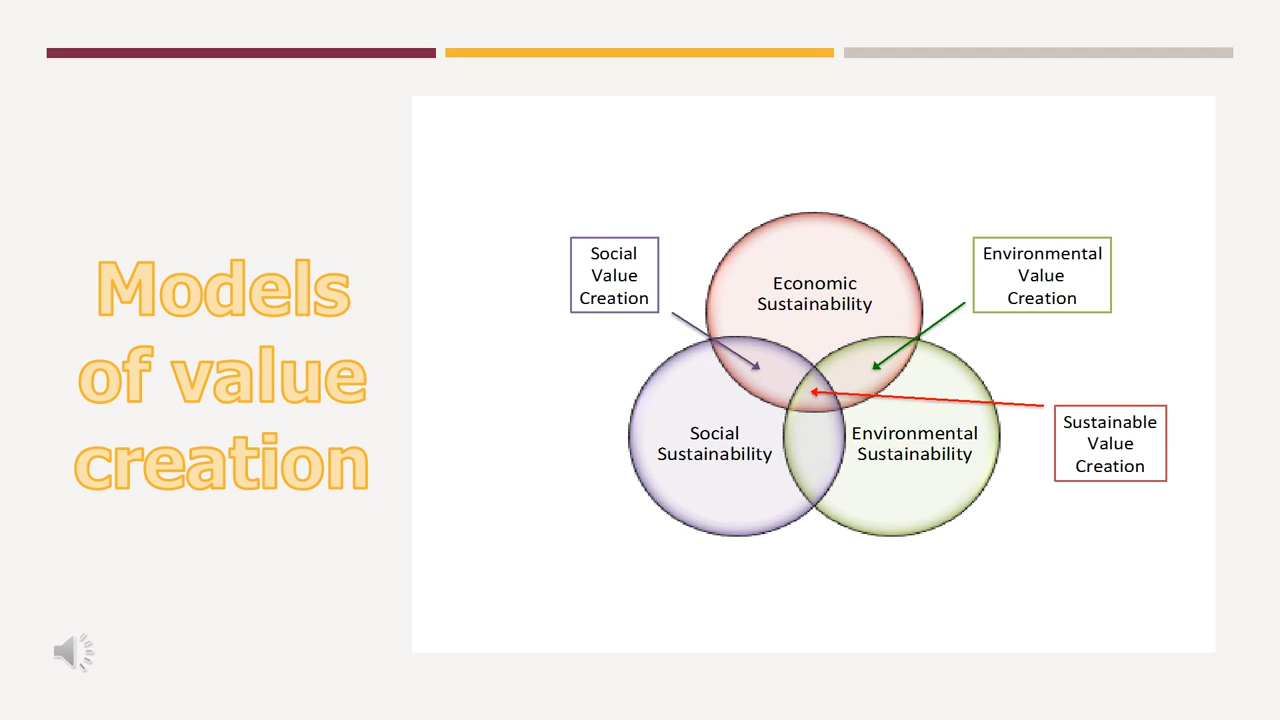 Models
of value
creation
Social
Value
Creation
Economic
Sustainability
Environmental
Value
Creation
Social
Sustainability
Environmental
Sustainability
Sustainable
Value
Creation